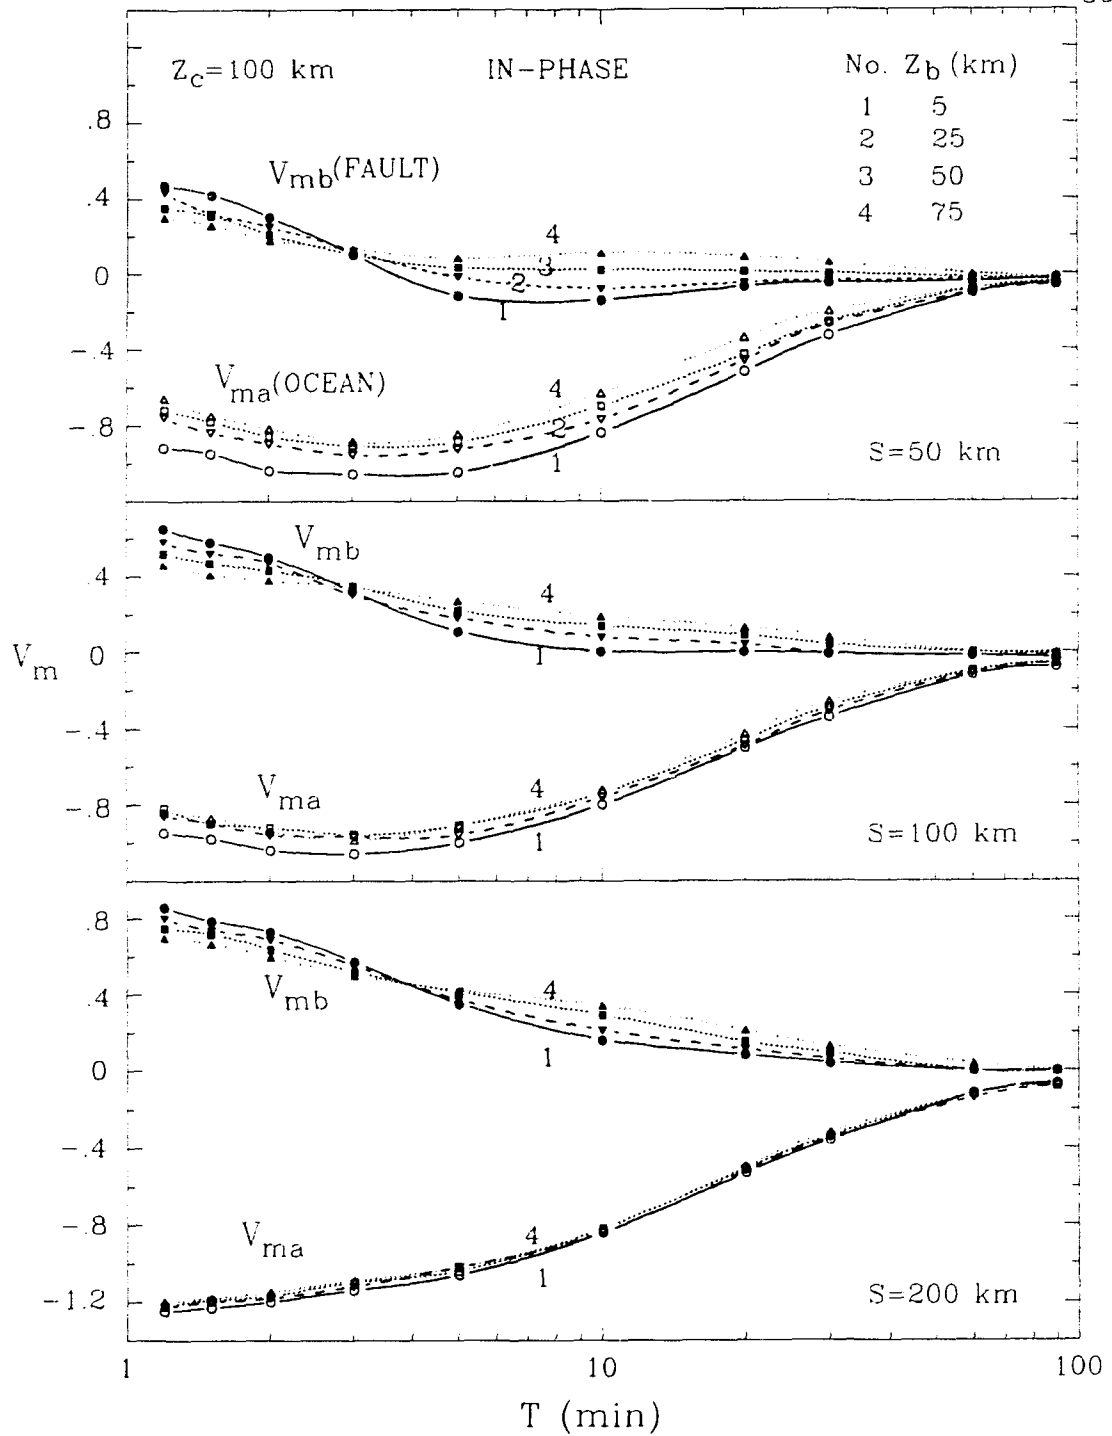 Z_c=100 km IN-PHASE No. Z_b (km)
1 5
2 25
3 50
4 75
V_mb (FAULT)
.8
.4
0
-.4
-.8
4
3
2
1
V_ma (OCEAN)
4
2
1
S=50 km
V_mb
.4
0
-.4
-.8
V_m
4
1
V_ma
4
1
S=100 km
.8
.4
0
-.4
-.8
-1.2
V_mb
4
1
V_ma
4
1
S=200 km
1 10 100
T (min)